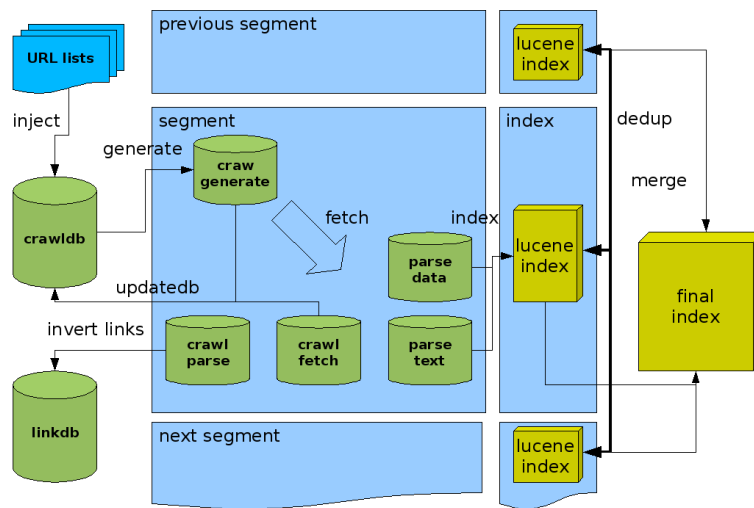 previous segment
lucene
index
URL lists
inject
segment
index
dedup
generate
craw
generate
merge
fetch
index
crawldb
lucene
index
parse
data
updatedb
final
index
invert links
crawl
parse
crawl
fetch
parse
text
linkdb
next segment
lucene
index